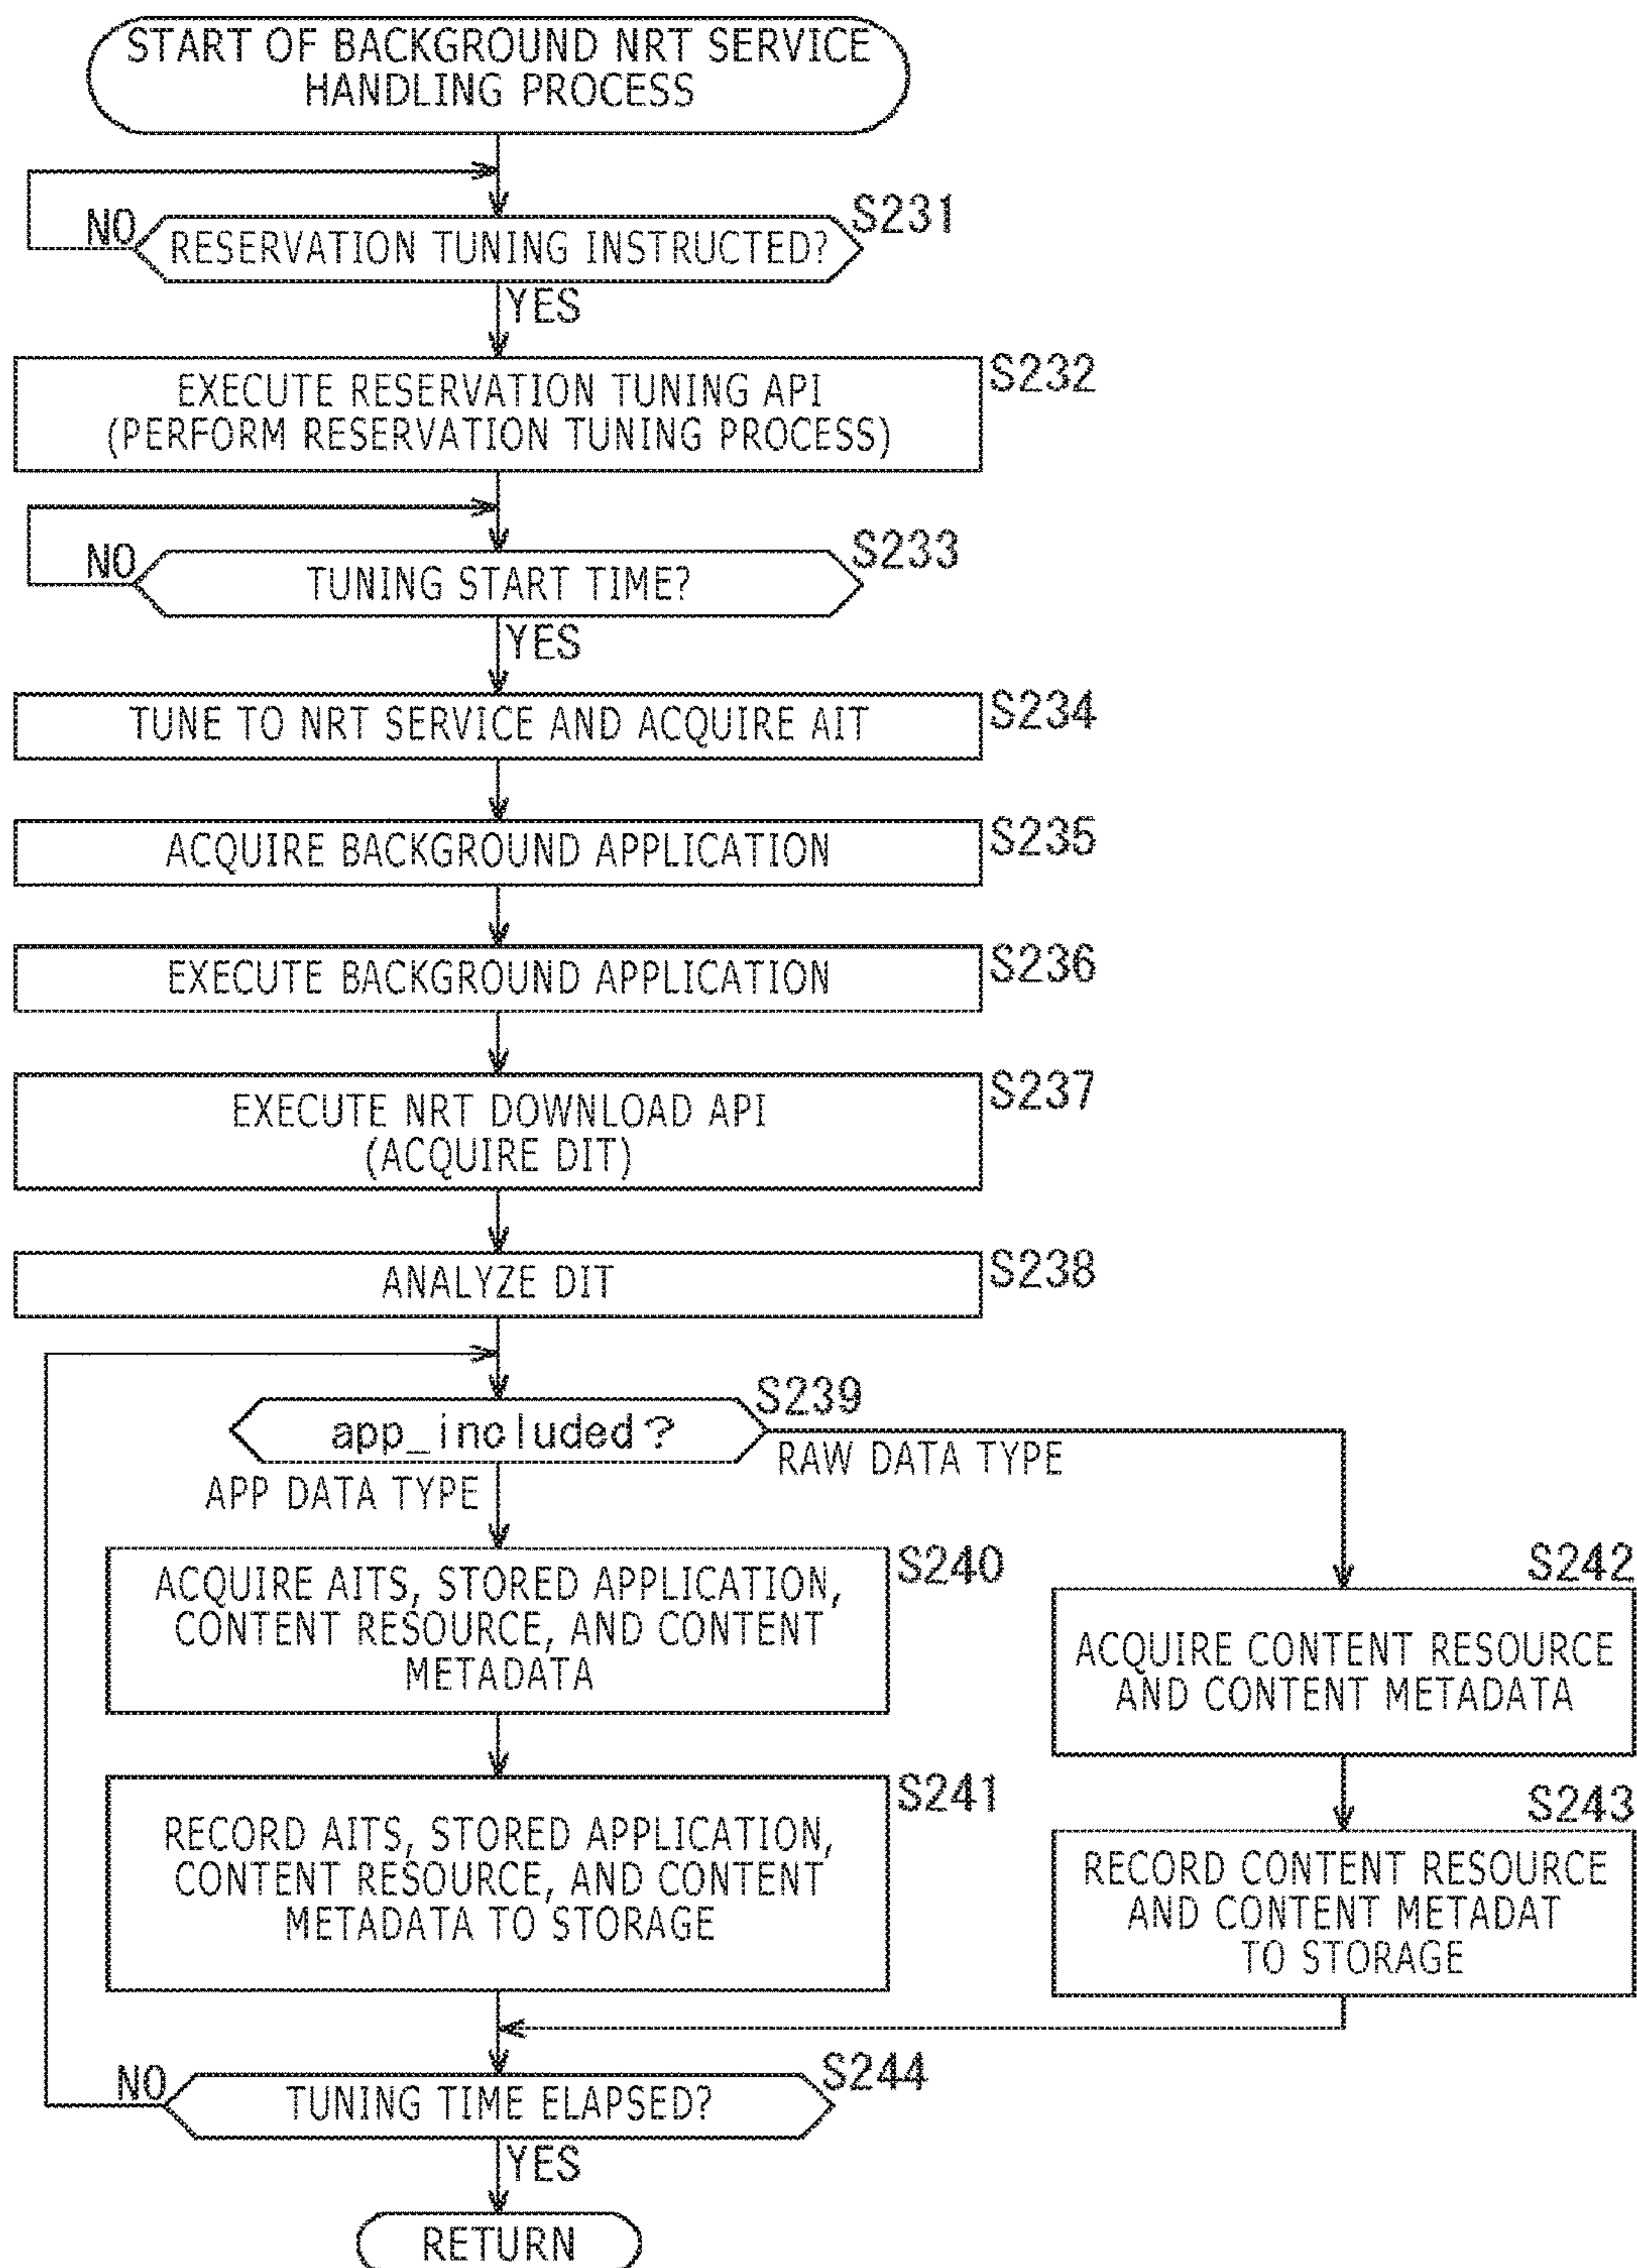 START OF BACKGROUND NRT SERVICE
HANDLING PROCESS
S231
NO
RESERVATION TUNING INSTRUCTED?
YES
S232
EXECUTE RESERVATION TUNING API
(PERFORM RESERVATION TUNING PROCESS)
S233
NO
TUNING START TIME?
YES
S234
TUNE TO NRT SERVICE AND ACQUIRE AIT
S235
ACQUIRE BACKGROUND APPLICATION
S236
EXECUTE BACKGROUND APPLICATION
S237
EXECUTE NRT DOWNLOAD API
(ACQUIRE DIT)
S238
ANALYZE DIT
S239
app_included?
RAW DATA TYPE
APP DATA TYPE
S240
ACQUIRE AITS, STORED APPLICATION,
CONTENT RESOURCE, AND CONTENT
METADATA
S242
ACQUIRE CONTENT RESOURCE
AND CONTENT METADATA
S241
RECORD AITS, STORED APPLICATION,
CONTENT RESOURCE, AND CONTENT
METADATA TO STORAGE
S243
RECORD CONTENT RESOURCE
AND CONTENT METADAT
TO STORAGE
S244
NO
TUNING TIME ELAPSED?
YES
RETURN